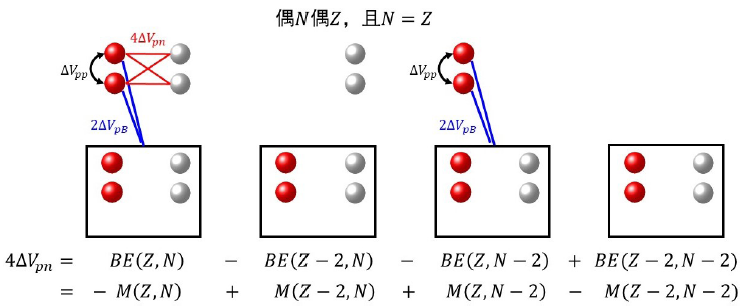 偶N偶Z，且N = Z
4ΔV_pn
ΔV_pp
ΔV_pp
2ΔV_pB
2ΔV_pB
4ΔV_pn = BE(Z, N) − BE(Z − 2, N) − BE(Z, N − 2) + BE(Z − 2, N − 2)
= − M(Z, N) + M(Z − 2, N) + M(Z, N − 2) − M(Z − 2, N − 2)